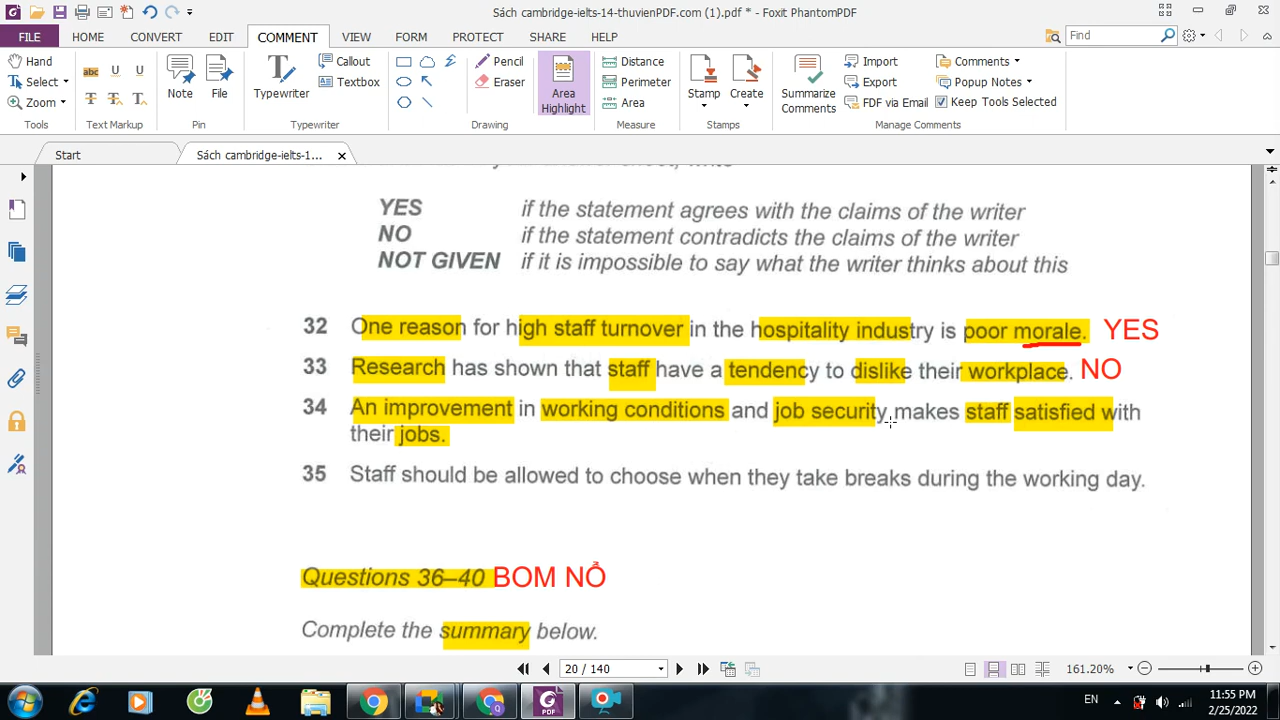 Sách cambridge-ielts-14-thuvienPDF.com (1).pdf * - Foxit PhantomPDF
FILE HOME CONVERT EDIT COMMENT VIEW FORM PROTECT SHARE HELP Find
Hand Callout Pencil Distance Import Comments
Select Textbox Eraser Perimeter Export Popup Notes
Zoom Note File Typewriter Area Highlight Area Stamp Create Summarize Comments FDF via Email Keep Tools Selected
Tools Text Markup Pin Typewriter Drawing Measure Stamps Manage Comments
Start Sách cambridge-ielts-1...
YES if the statement agrees with the claims of the writer
NO if the statement contradicts the claims of the writer
NOT GIVEN if it is impossible to say what the writer thinks about this
32 One reason for high staff turnover in the hospitality industry is poor morale. YES
33 Research has shown that staff have a tendency to dislike their workplace. NO
34 An improvement in working conditions and job security makes staff satisfied with
their jobs.
35 Staff should be allowed to choose when they take breaks during the working day.
Questions 36–40 BOM NỔ
Complete the summary below.
20 / 140 161.20%
EN 11:55 PM
2/25/2022